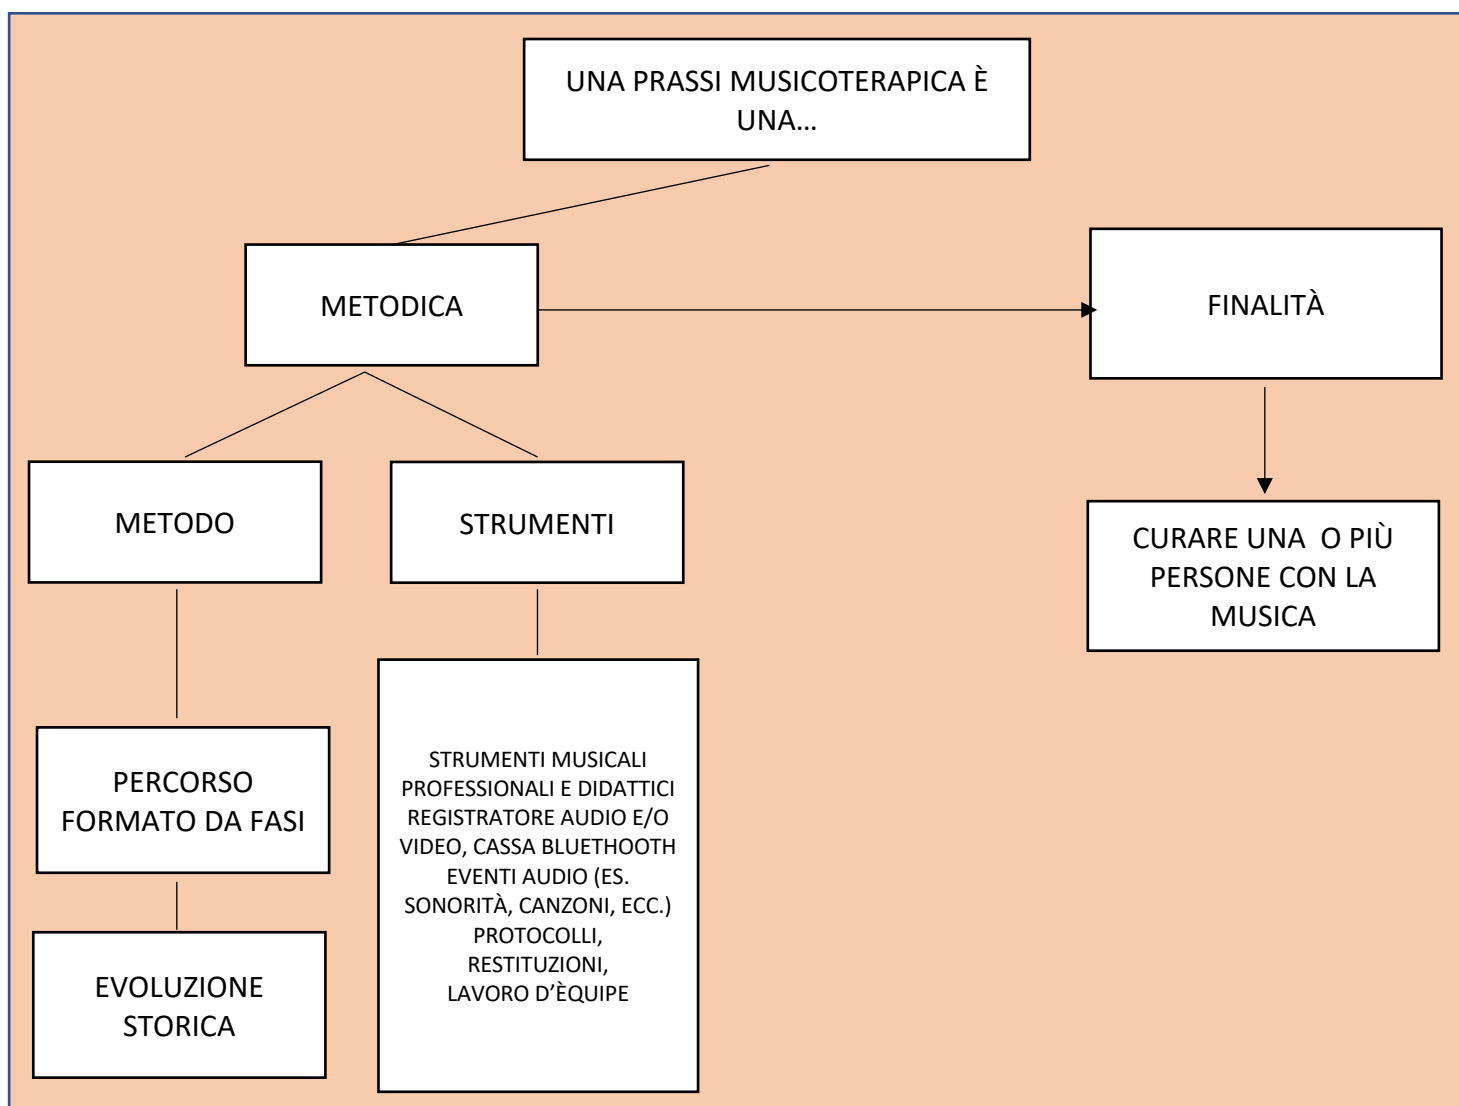 UNA PRASSI MUSICOTERAPICA È
UNA…
METODICA
FINALITÀ
METODO
STRUMENTI
CURARE UNA  O PIÙ
PERSONE CON LA
MUSICA
PERCORSO
FORMATO DA FASI
STRUMENTI MUSICALI
PROFESSIONALI E DIDATTICI
REGISTRATORE AUDIO E/O
VIDEO, CASSA BLUETHOOTH
EVENTI AUDIO (ES.
SONORITÀ, CANZONI, ECC.)
PROTOCOLLI,
RESTITUZIONI,
LAVORO D’ÈQUIPE
EVOLUZIONE
STORICA